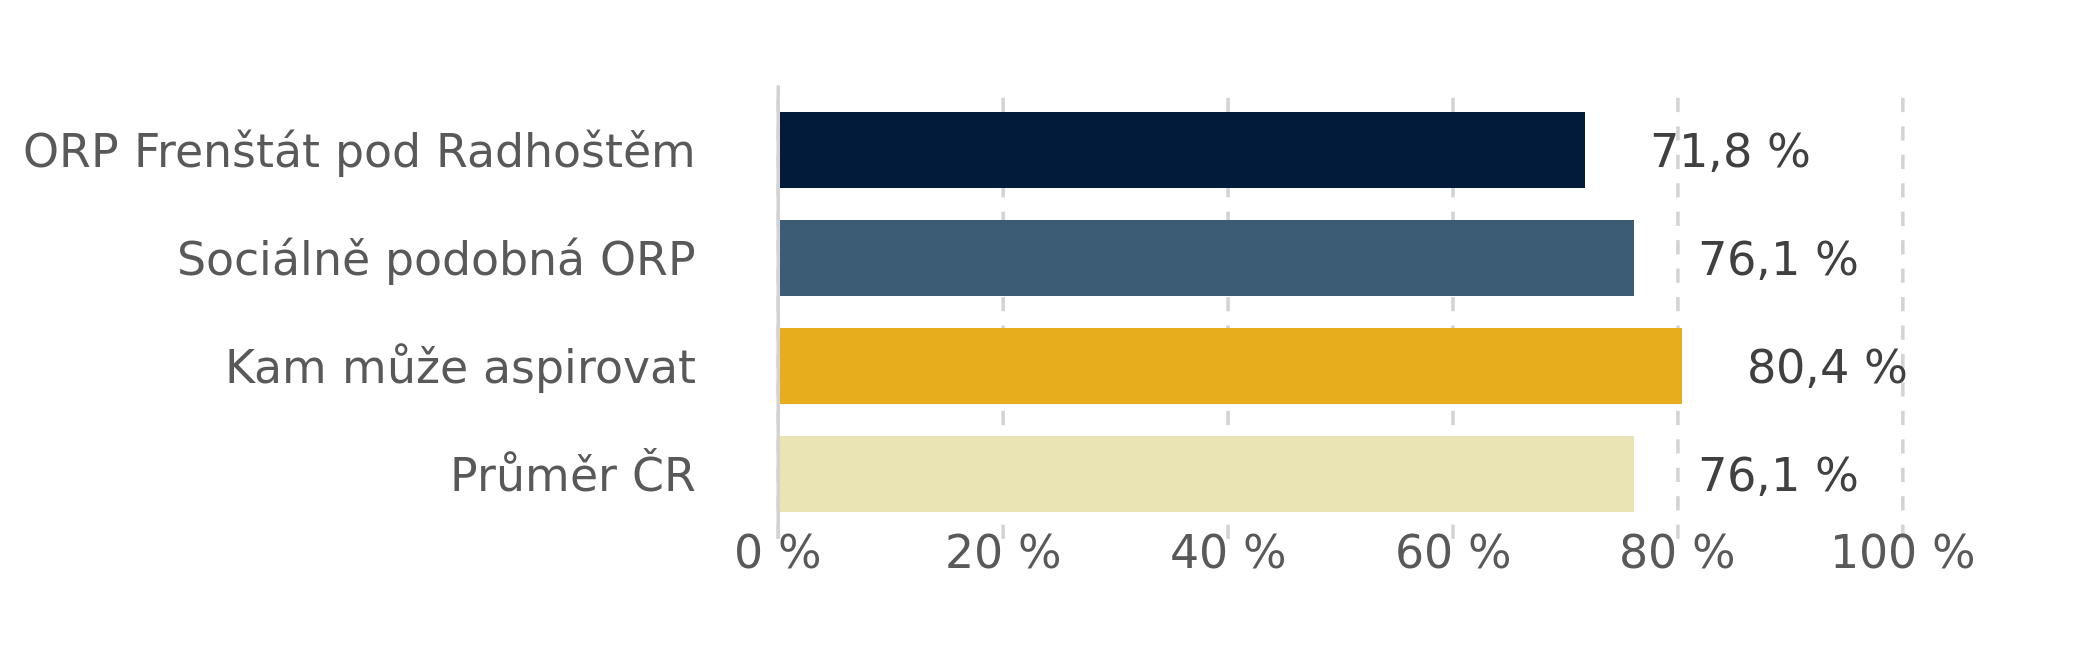 ORP Frenštát pod Radhoštěm 71,8 %
Sociálně podobná ORP 76,1 %
Kam může aspirovat 80,4 %
Průměr ČR 76,1 %
0 % 20 % 40 % 60 % 80 % 100 %